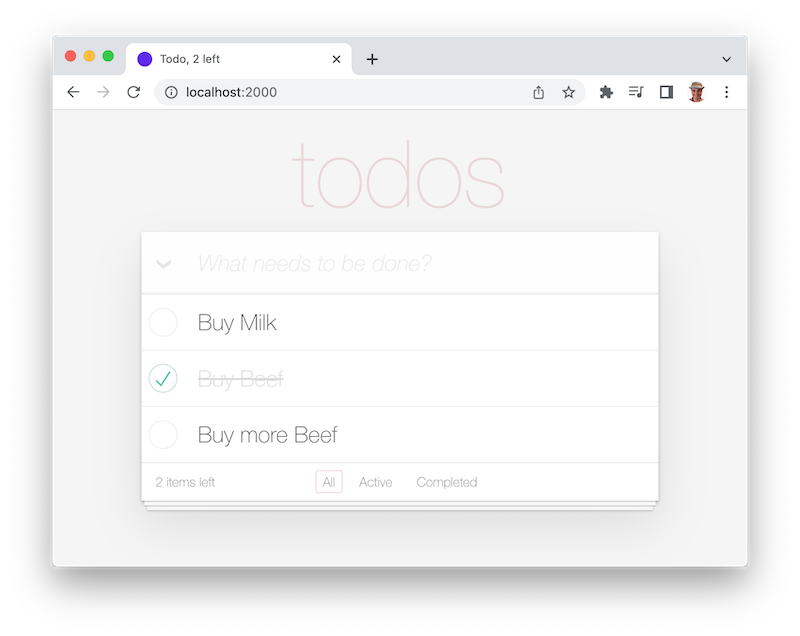 Todo, 2 left
localhost:2000
todos
What needs to be done?
Buy Milk
Buy Beef
Buy more Beef
2 items left All Active Completed